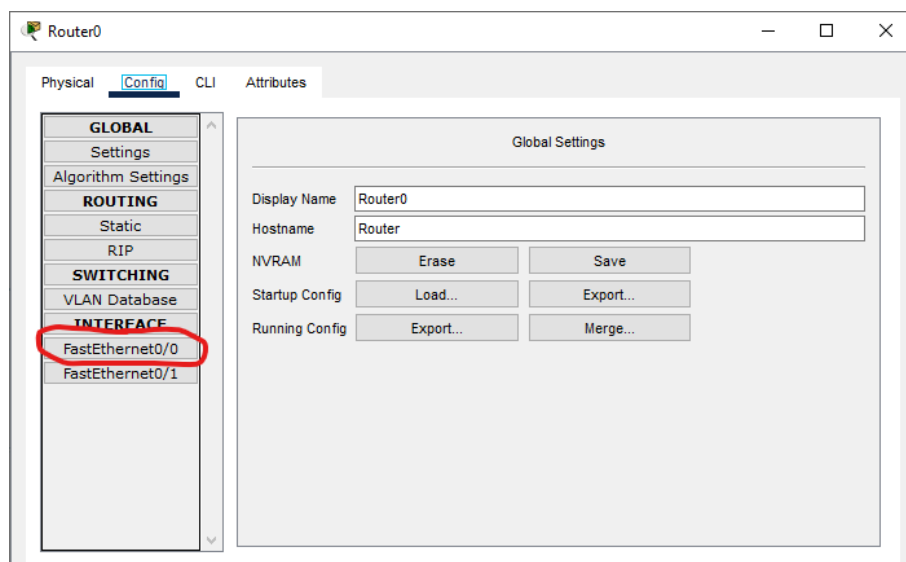 Router0
Physical Config CLI Attributes
GLOBAL
Settings
Algorithm Settings
ROUTING
Static
RIP
SWITCHING
VLAN Database
INTERFACE
FastEthernet0/0
FastEthernet0/1
Global Settings
Display Name Router0
Hostname Router
NVRAM Erase Save
Startup Config Load... Export...
Running Config Export... Merge...